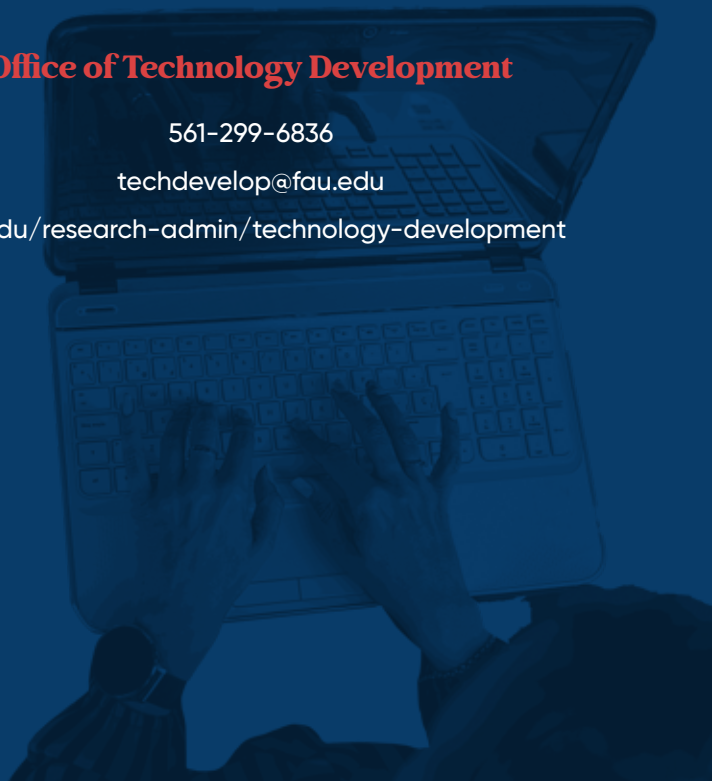 Office of Technology Development
561-299-6836
techdevelop@fau.edu
du/research-admin/technology-development